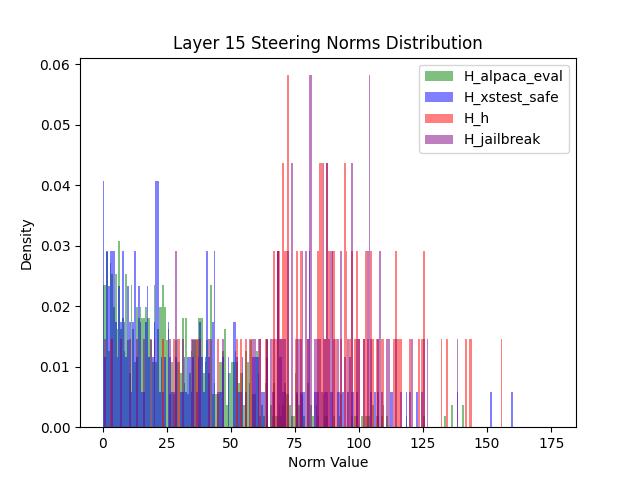 Layer 15 Steering Norms Distribution
H_alpaca_eval
H_xstest_safe
H_h
H_jailbreak
Density
0.06
0.05
0.04
0.03
0.02
0.01
0.00
0 25 50 75 100 125 150 175
Norm Value